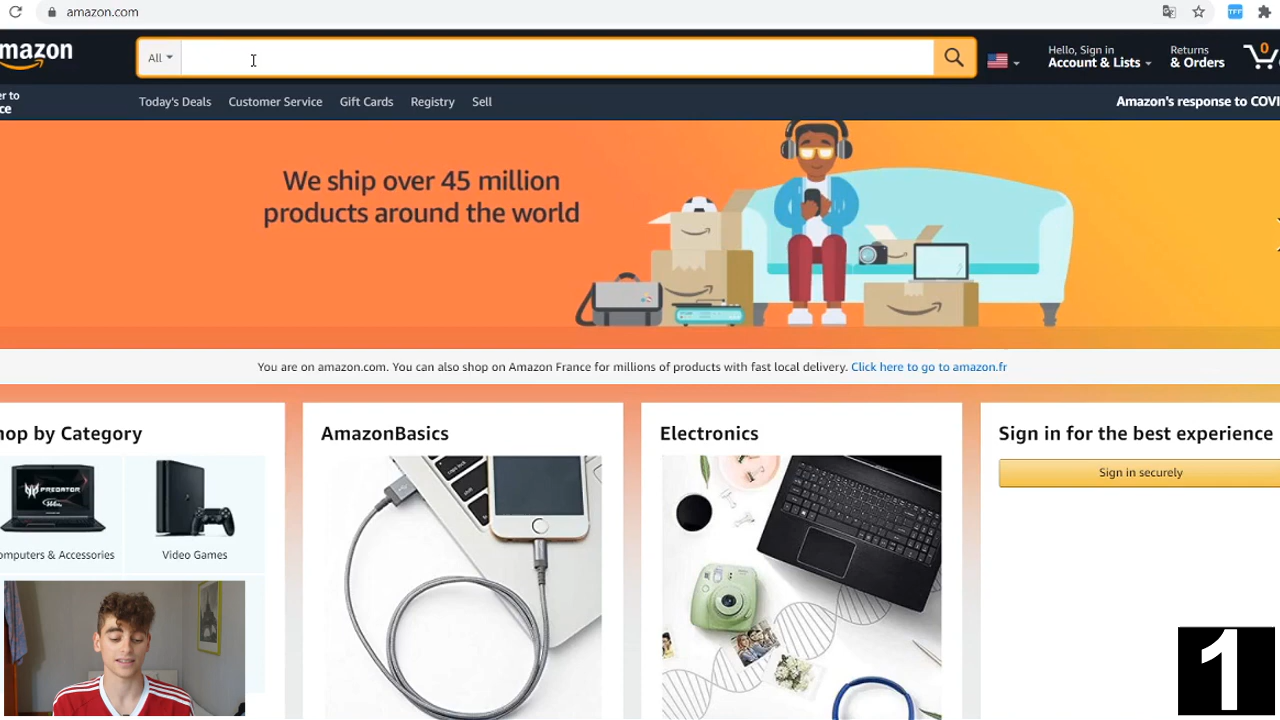 amazon.com
mazon
All
Hello, Sign in
Account & Lists
Returns
& Orders
0
er to
ce
Today's Deals
Customer Service
Gift Cards
Registry
Sell
Amazon's response to COVI
We ship over 45 million
products around the world
You are on amazon.com. You can also shop on Amazon France for millions of products with fast local delivery. Click here to go to amazon.fr
hop by Category
AmazonBasics
Electronics
Sign in for the best experience
Sign in securely
PREDATOR
omputers & Accessories
Video Games
1